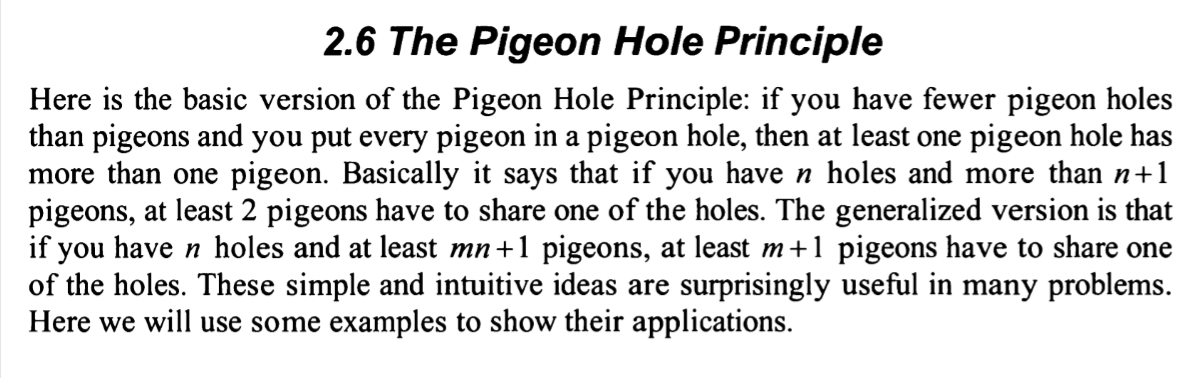 2.6 The Pigeon Hole Principle
Here is the basic version of the Pigeon Hole Principle: if you have fewer pigeon holes
than pigeons and you put every pigeon in a pigeon hole, then at least one pigeon hole has
more than one pigeon. Basically it says that if you have n holes and more than n+1
pigeons, at least 2 pigeons have to share one of the holes. The generalized version is that
if you have n holes and at least mn+1 pigeons, at least m+1 pigeons have to share one
of the holes. These simple and intuitive ideas are surprisingly useful in many problems.
Here we will use some examples to show their applications.